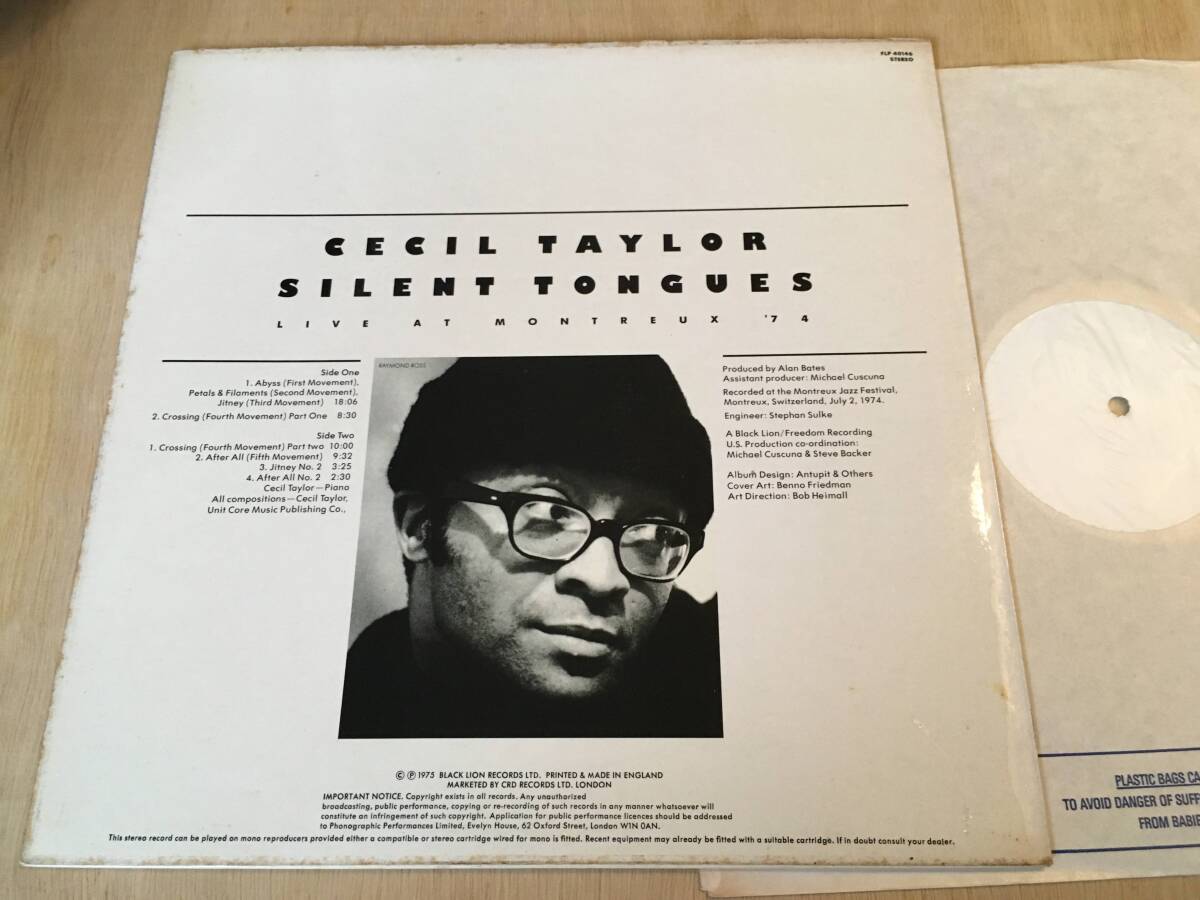 FLP 40146
STEREO
CECIL TAYLOR
SILENT TONGUES
LIVE AT MONTREUX '74
Side One
1. Abyss (First Movement),
Petals & Filaments (Second Movement),
Jitney (Third Movement) 18:06
2. Crossing (Fourth Movement) Part One 8:30
Side Two
1. Crossing (Fourth Movement) Part two 10:00
2. After All (Fifth Movement) 9:32
3. Jitney No. 2 3:25
4. After All No. 2 2:30
Cecil Taylor—Piano
All compositions—Cecil Taylor,
Unit Core Music Publishing Co.,
RAYMOND ROSS
Produced by Alan Bates
Assistant producer: Michael Cuscuna
Recorded at the Montreux Jazz Festival,
Montreux, Switzerland, July 2, 1974.
Engineer: Stephan Sulke
A Black Lion/Freedom Recording
U.S. Production co-ordination:
Michael Cuscuna & Steve Backer
Album Design: Antupit & Others
Cover Art: Benno Friedman
Art Direction: Bob Heimall
© ℗ 1975 BLACK LION RECORDS LTD. PRINTED & MADE IN ENGLAND
MARKETED BY CRD RECORDS LTD. LONDON
IMPORTANT NOTICE. Copyright exists in all records. Any unauthorized
broadcasting, public performance, copying or re-recording of such records in any manner whatsoever will
constitute an infringement of such copyright. Application for public performance licences should be addressed
to Phonographic Performances Limited, Evelyn House, 62 Oxford Street, London W1N 0AN.
This stereo record can be played on mono reproducers provided either a compatible or stereo cartridge wired for mono is fitted. Recent equipment may already be fitted with a suitable cartridge. If in doubt consult your dealer.
PLASTIC BAGS CA
TO AVOID DANGER OF SUFF
FROM BABIE